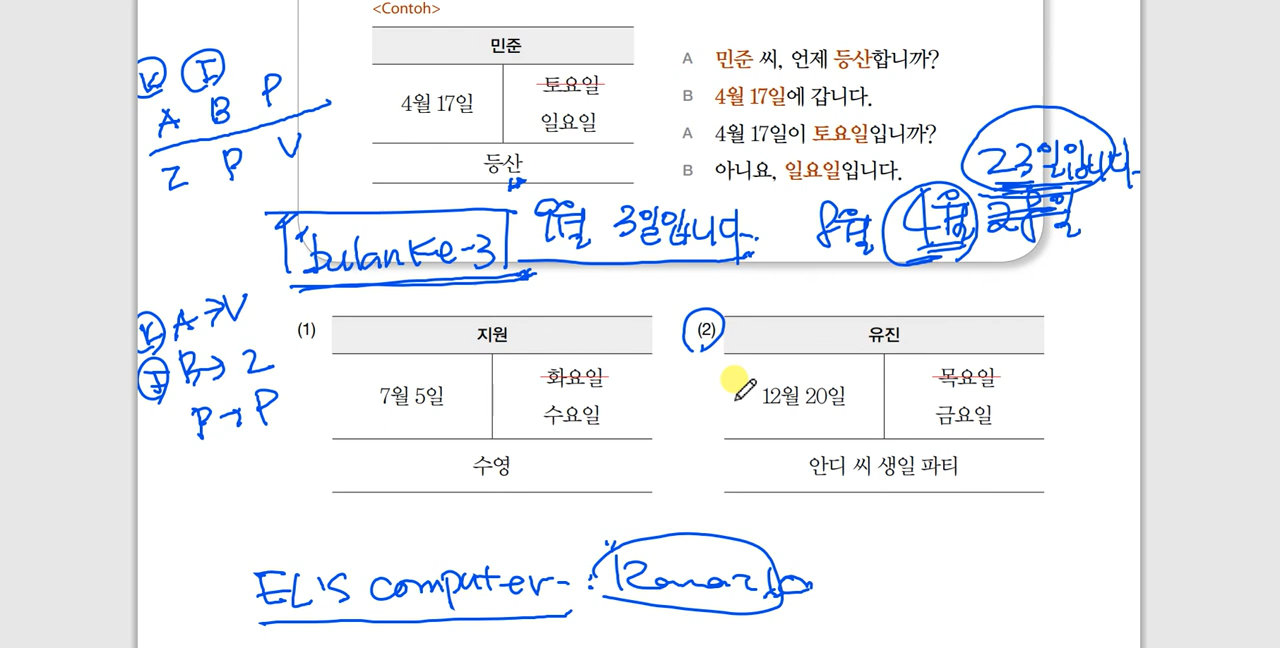 <Contoh>
민준
4월 17일
토요일
일요일
등산
A 민준 씨, 언제 등산합니까?
B 4월 17일에 갑니다.
A 4월 17일이 토요일입니까?
B 아니요, 일요일입니다.
K I
A B P
Z P V
23일입니다.
bulan ke-3 9월 3일입니다. 8월 4월
K A → V
I B → Z
P → P
(1)
지원
7월 5일
화요일
수요일
수영
(2)
유진
12월 20일
목요일
금요일
안디 씨 생일 파티
EL'S computer- :